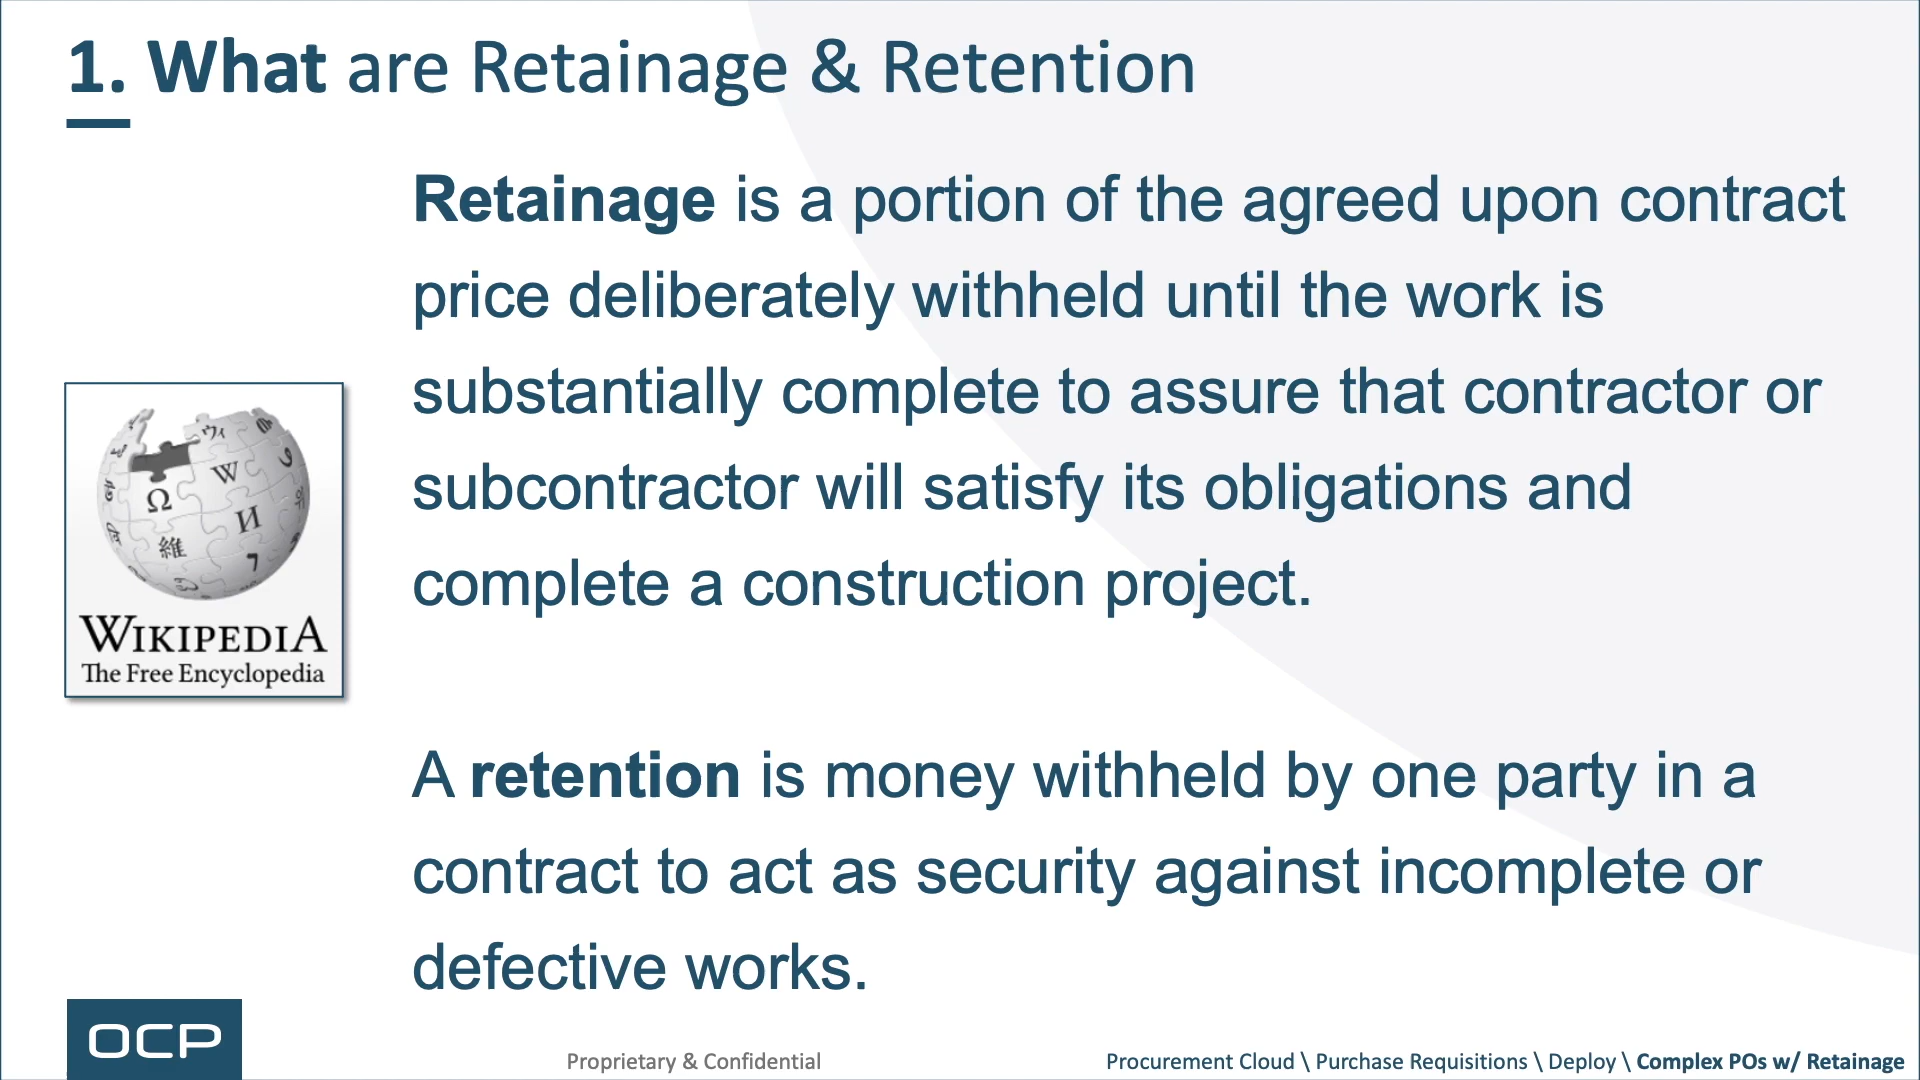 1. What are Retainage & Retention
Retainage is a portion of the agreed upon contract
price deliberately withheld until the work is
substantially complete to assure that contractor or
subcontractor will satisfy its obligations and
complete a construction project.
Ω
W
И
維
ウィ
WIKIPEDIA
The Free Encyclopedia
A retention is money withheld by one party in a
contract to act as security against incomplete or
defective works.
OCP
Proprietary & Confidential
Procurement Cloud \ Purchase Requisitions \ Deploy \ Complex POs w/ Retainage